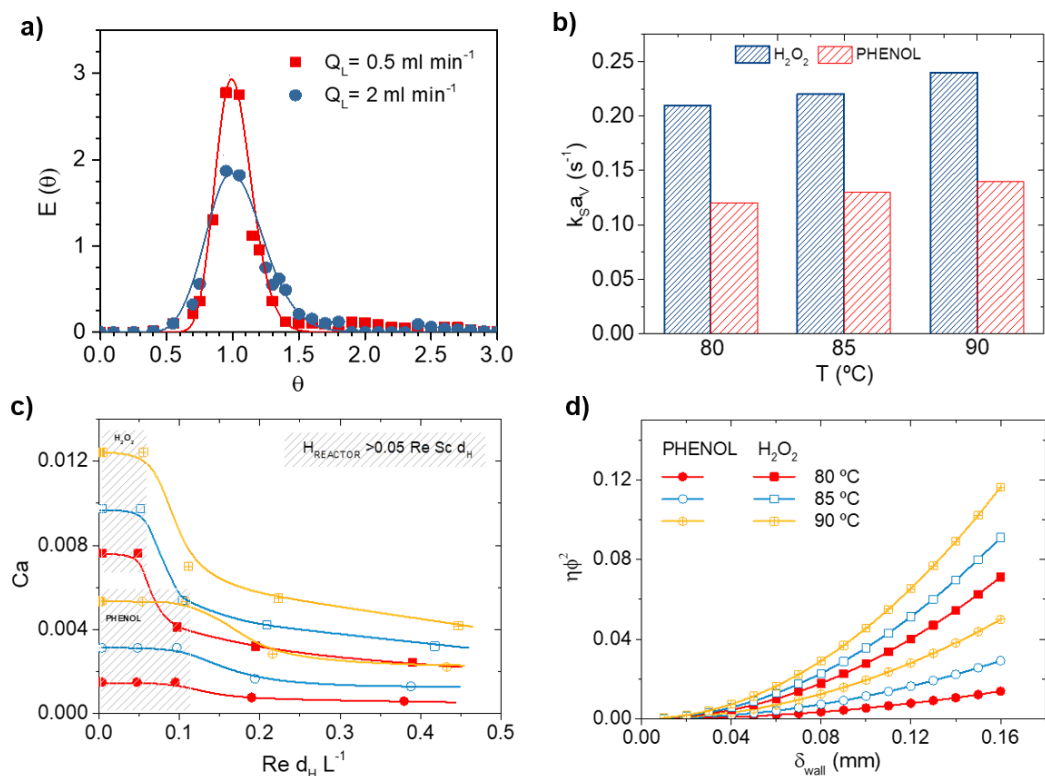 a)
Q_L = 0.5 ml min⁻¹
Q_L = 2 ml min⁻¹
E (θ)
3
2
1
0
0.0 0.5 1.0 1.5 2.0 2.5 3.0
θ
b)
H₂O₂ PHENOL
k_Sa_V (s⁻¹)
0.25
0.20
0.15
0.10
0.05
0.00
80 85 90
T (ºC)
c)
H₂O₂
H_REACTOR >0.05 Re Sc d_H
PHENOL
Ca
0.012
0.008
0.004
0.000
0.0 0.1 0.2 0.3 0.4 0.5
Re d_H L⁻¹
d)
PHENOL H₂O₂
80 ºC
85 ºC
90 ºC
ηϕ²
0.12
0.08
0.04
0.00
0.00 0.04 0.08 0.12 0.16
δ_wall (mm)